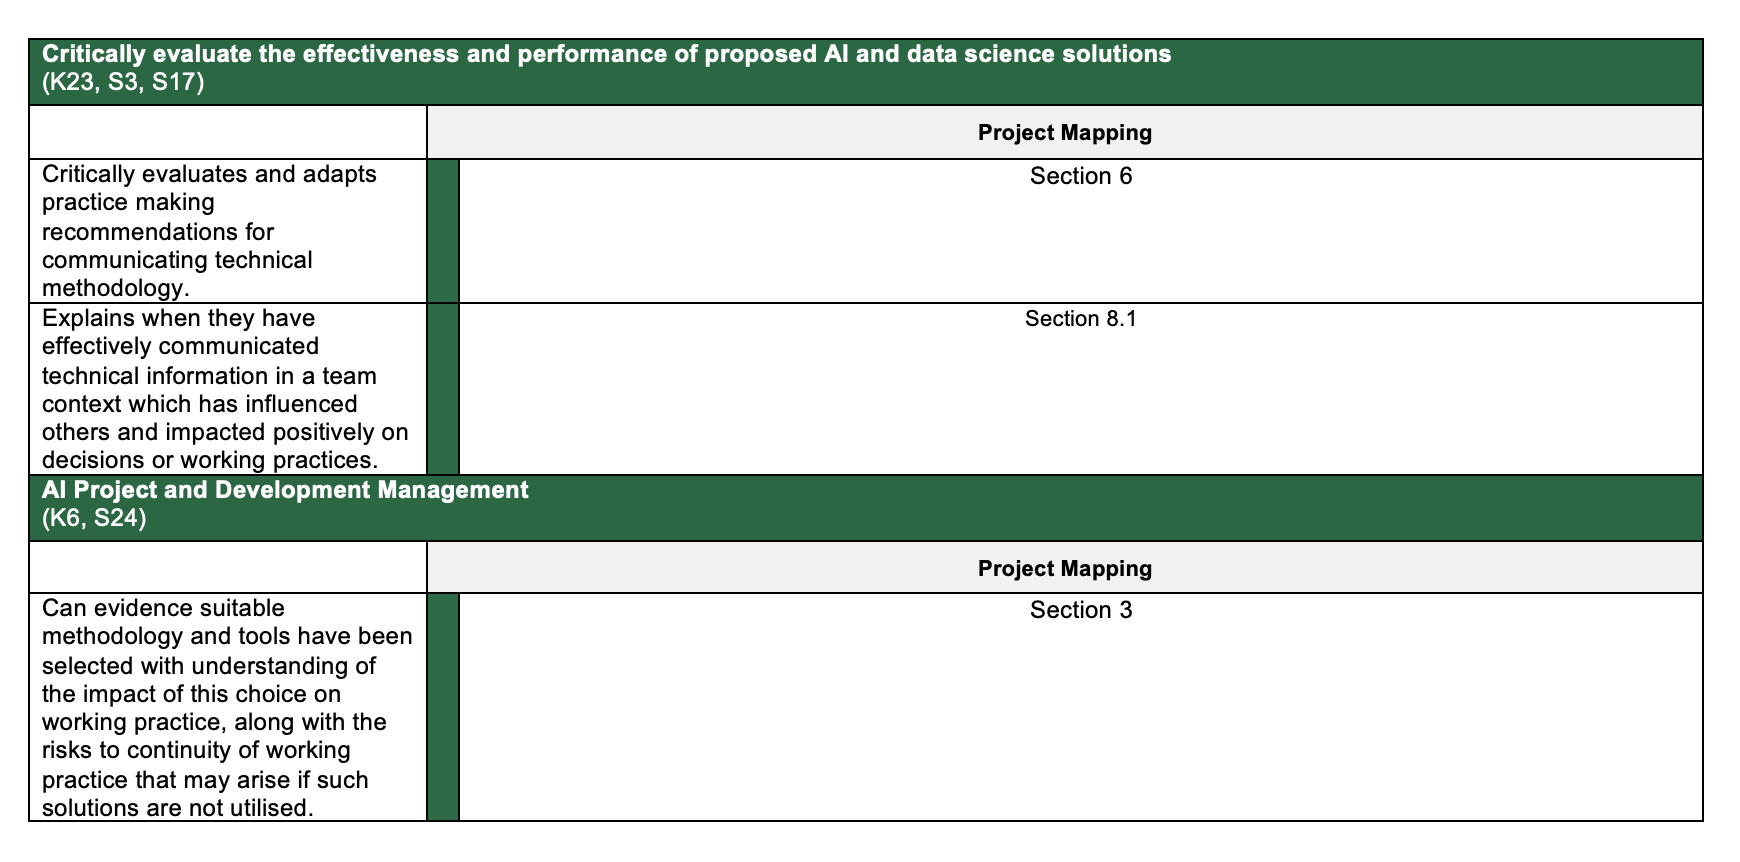 Critically evaluate the effectiveness and performance of proposed AI and data science solutions
(K23, S3, S17)
Project Mapping
Critically evaluates and adapts
practice making
recommendations for
communicating technical
methodology.
Section 6
Explains when they have
effectively communicated
technical information in a team
context which has influenced
others and impacted positively on
decisions or working practices.
Section 8.1
AI Project and Development Management
(K6, S24)
Project Mapping
Can evidence suitable
methodology and tools have been
selected with understanding of
the impact of this choice on
working practice, along with the
risks to continuity of working
practice that may arise if such
solutions are not utilised.
Section 3